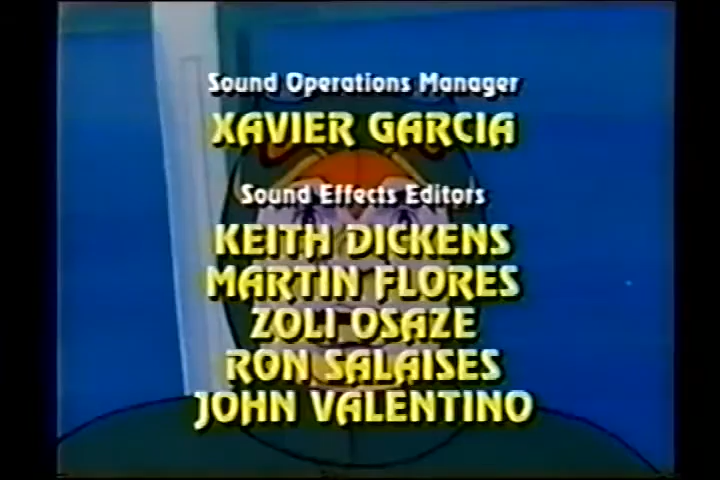 Sound Operations Manager
XAVIER GARCIA
Sound Effects Editors
KEITH DICKENS
MARTIN FLORES
ZOLI OSAZE
RON SALAISES
JOHN VALENTINO